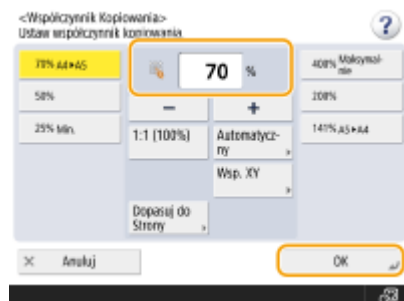 <Współczynnik Kopiowania>
Ustaw współczynnik kopiowania.
?
70% A4►A5
70 %
400% Maksymal-
nie
50%
-
+
200%
25% Min.
1:1 (100%)
Automatycz-
ny
141% A5►A4
Wsp. XY
Dopasuj do
Strony
× Anuluj
OK